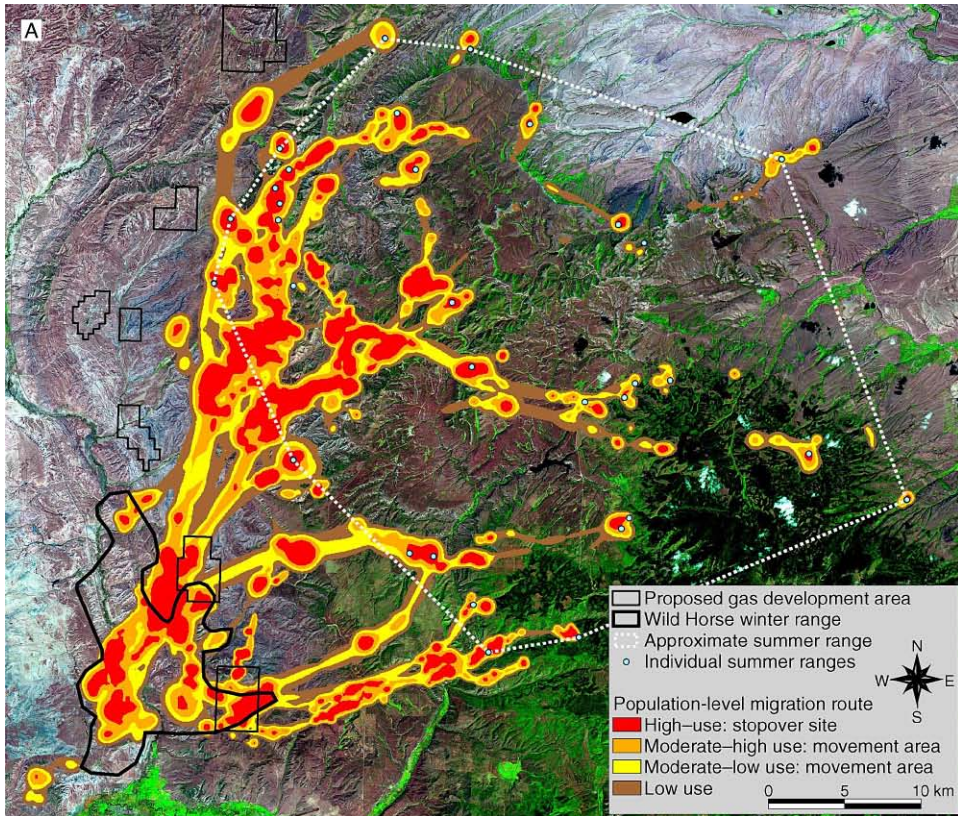 A
Proposed gas development area
Wild Horse winter range
Approximate summer range
Individual summer ranges
N
W E
S
Population-level migration route
High–use: stopover site
Moderate–high use: movement area
Moderate–low use: movement area
Low use
0 5 10 km